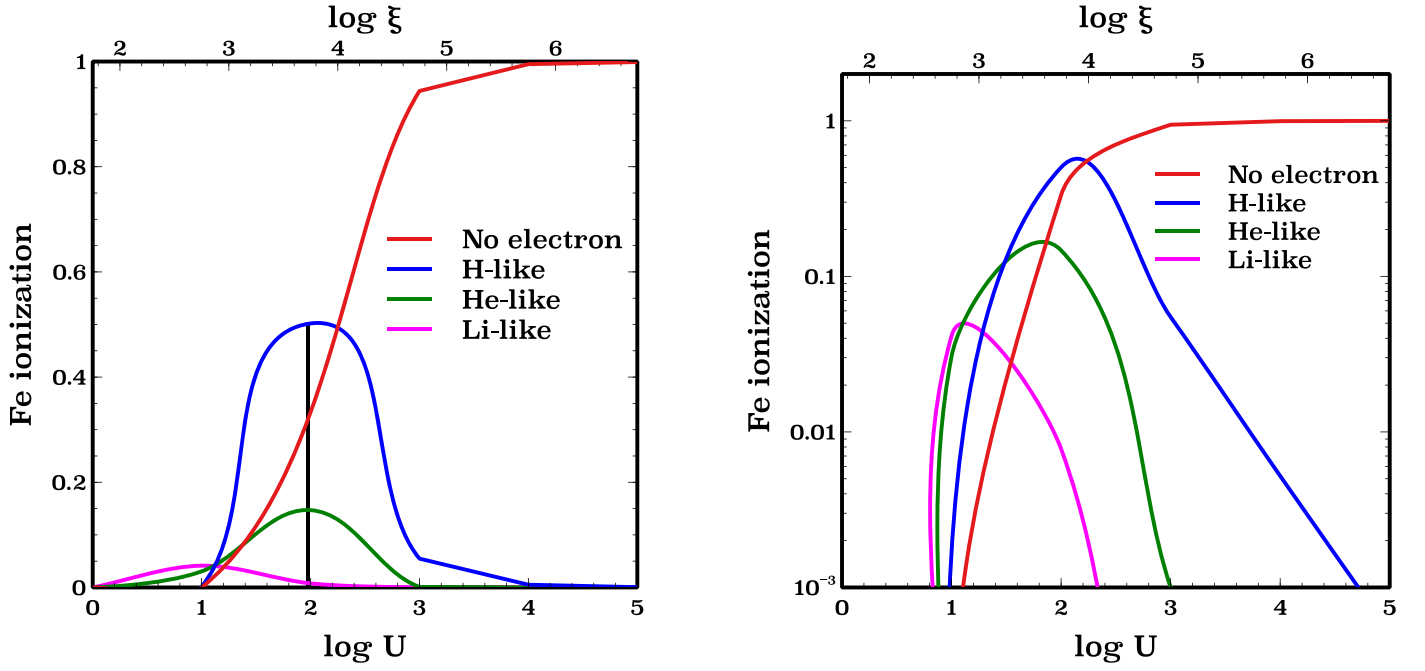 log ξ
2 3 4 5 6
1
0.8
0.6
0.4
0.2
0
Fe ionization
No electron
H-like
He-like
Li-like
0 1 2 3 4 5
log U
log ξ
2 3 4 5 6
1
0.1
0.01
10⁻³
Fe ionization
No electron
H-like
He-like
Li-like
0 1 2 3 4 5
log U